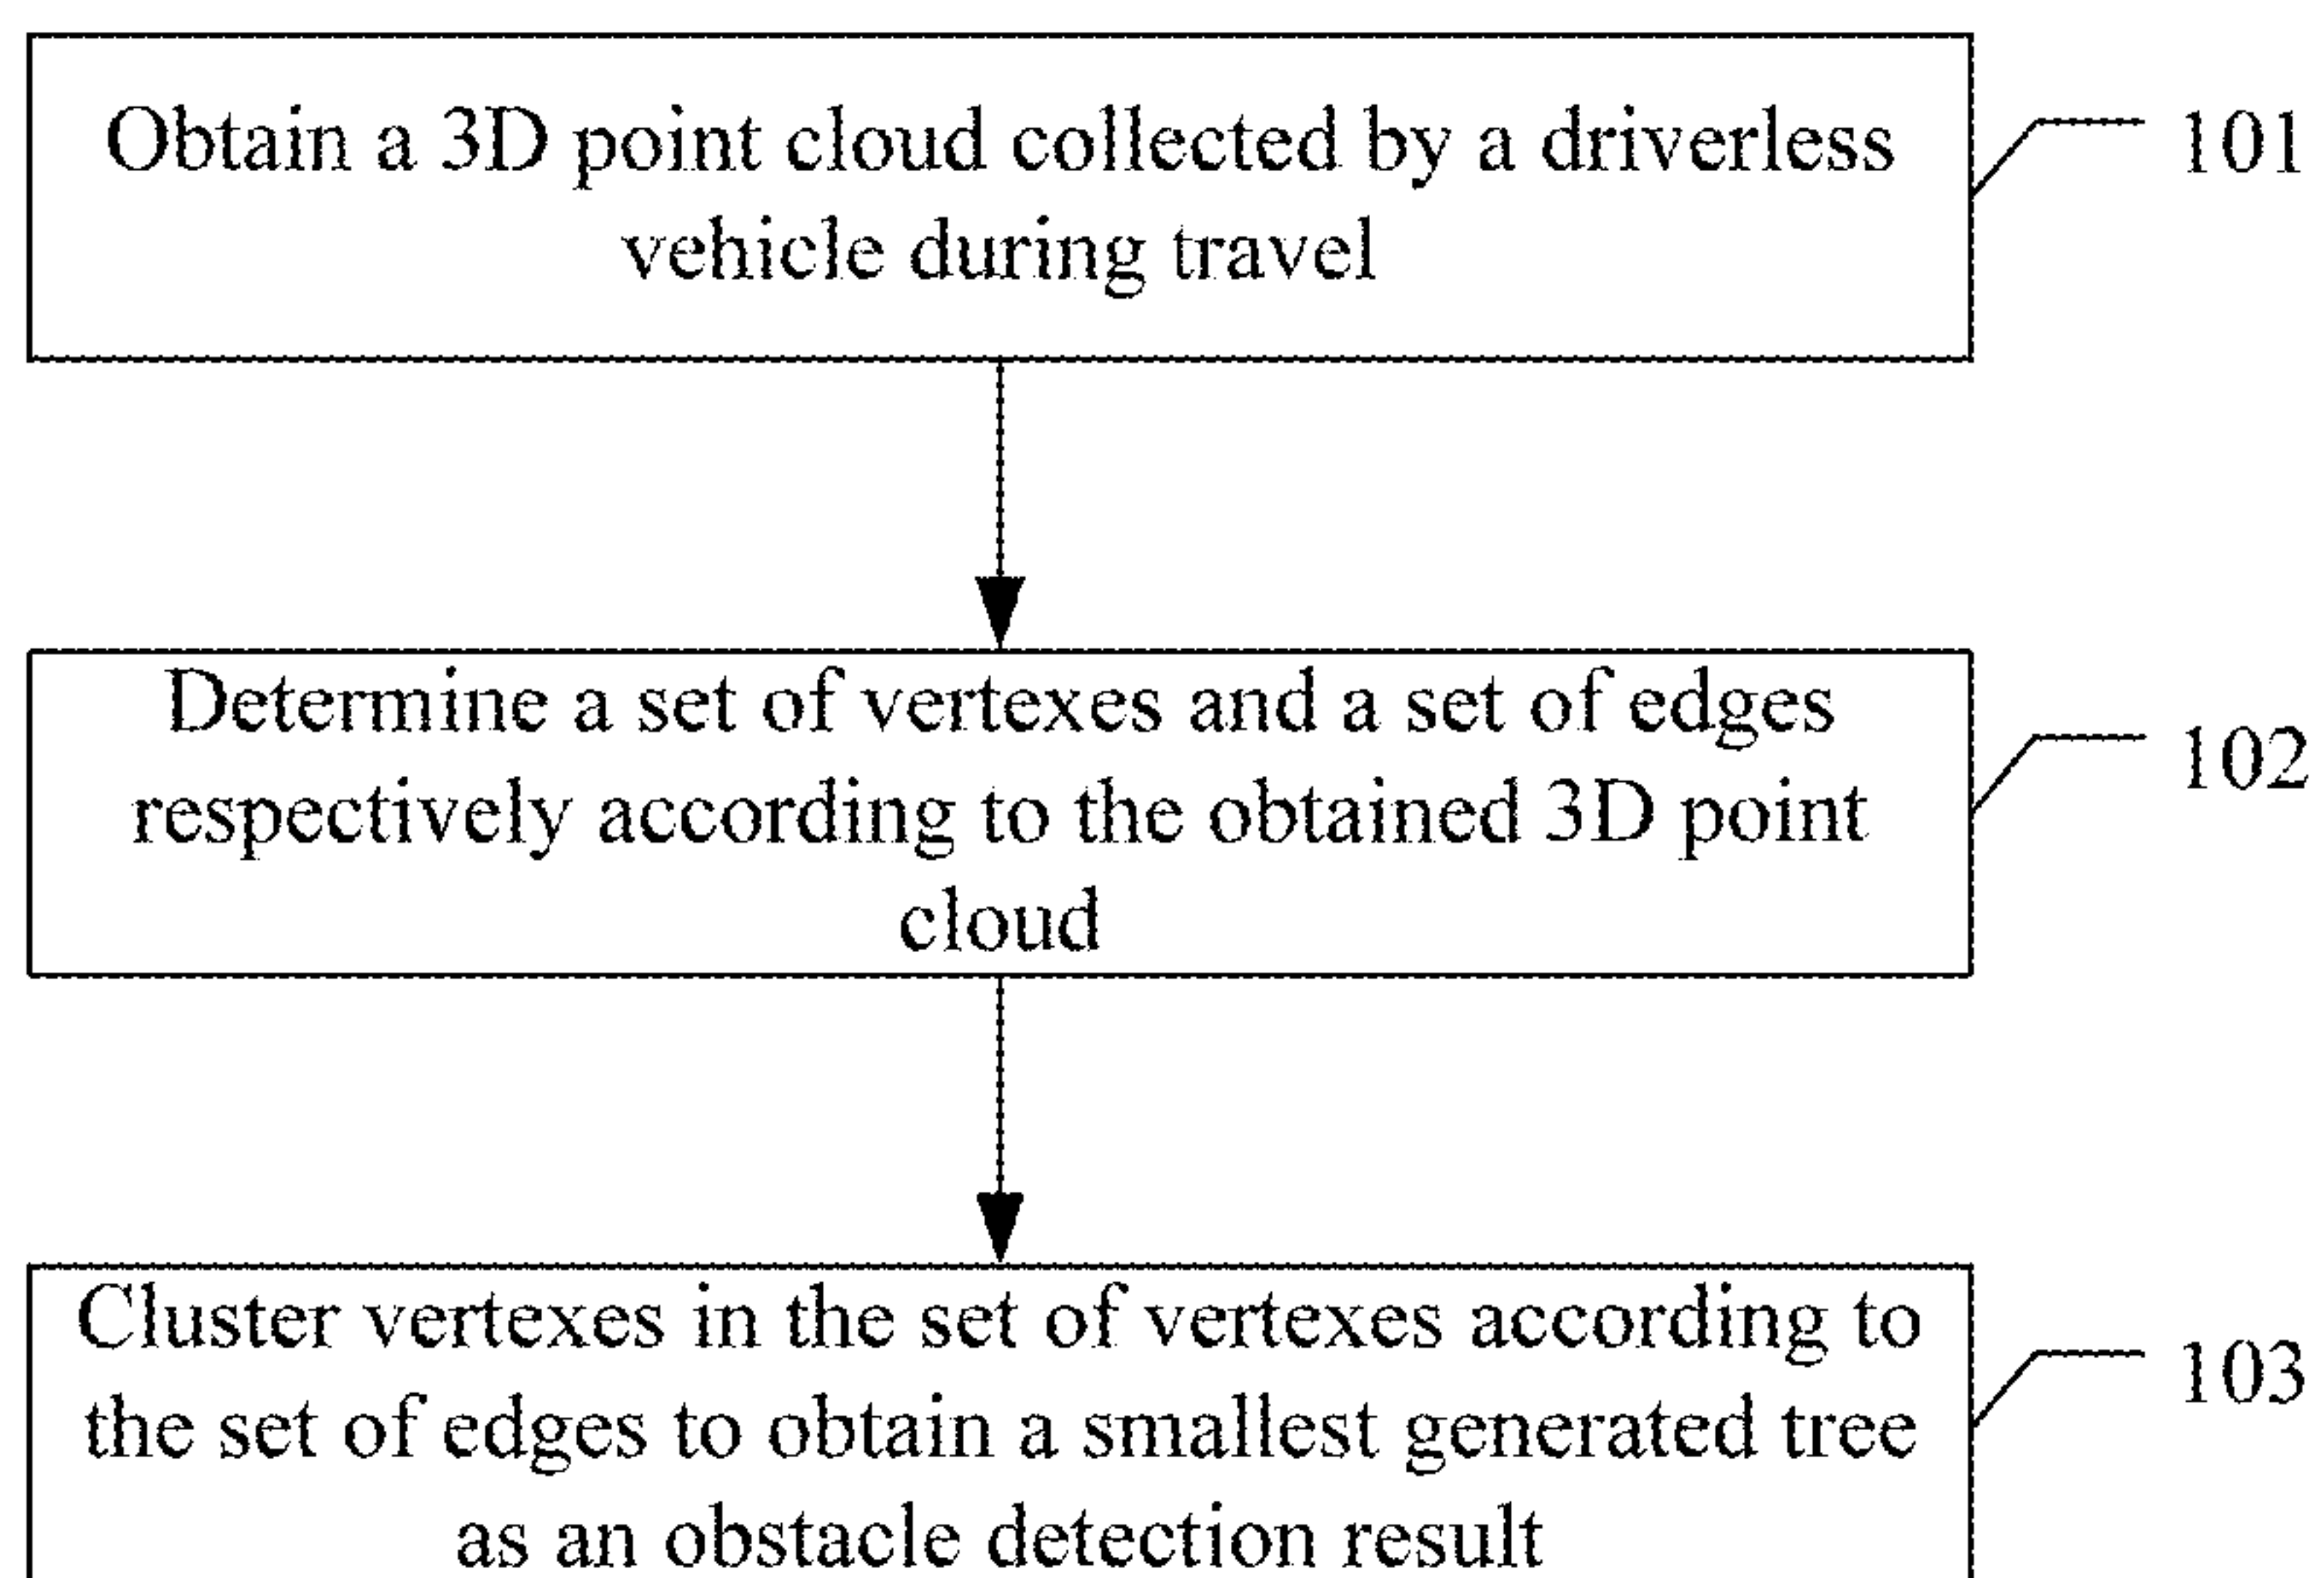 Obtain a 3D point cloud collected by a driverless
vehicle during travel
101
Determine a set of vertexes and a set of edges
respectively according to the obtained 3D point
cloud
102
Cluster vertexes in the set of vertexes according to
the set of edges to obtain a smallest generated tree
as an obstacle detection result
103